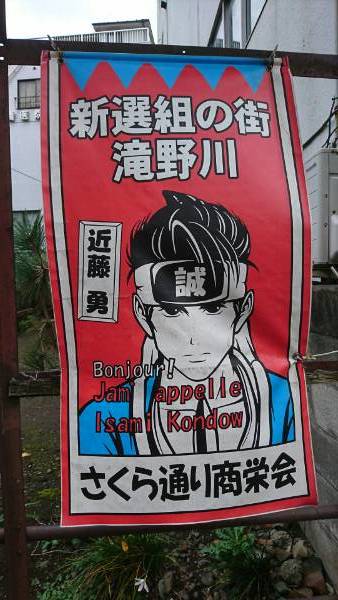 新選組の街
滝野川
近藤勇
誠
Bonjour!
Jam appelle
Isami Kondow
さくら通り商栄会